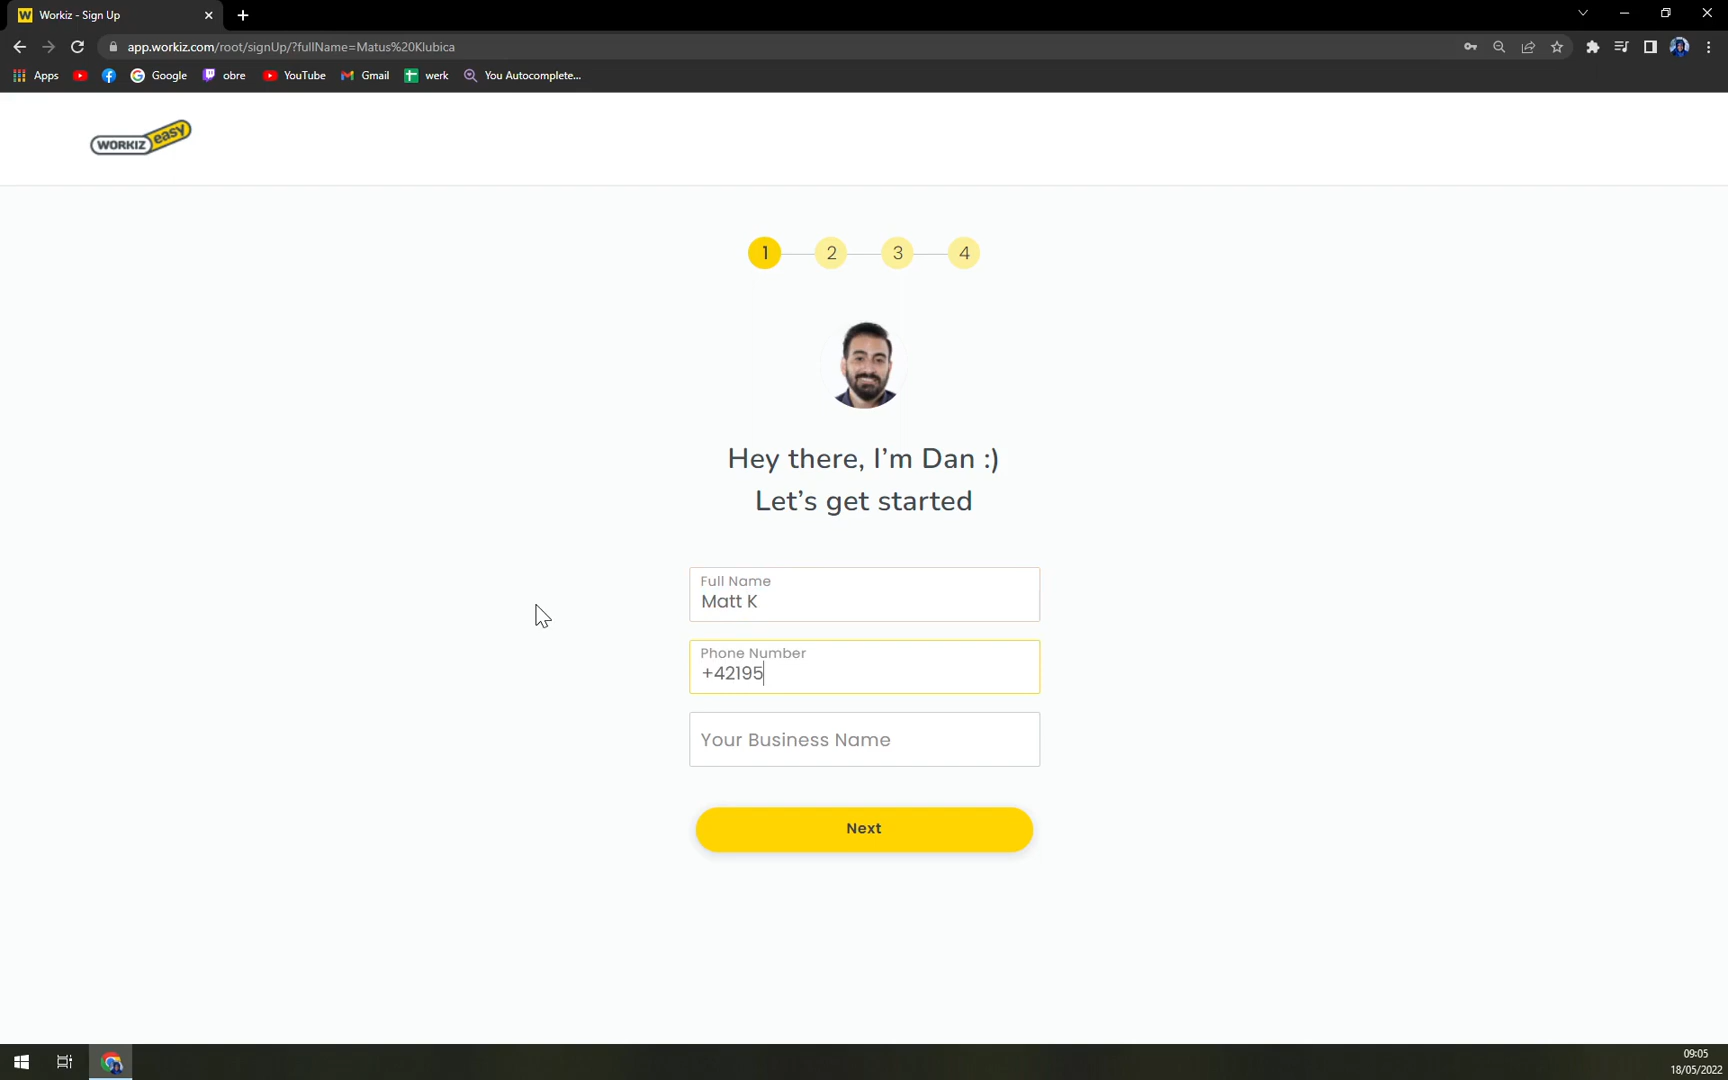 W Workiz - Sign Up
app.workiz.com/root/signUp/?fullName=Matus%20Klubica
Apps Google obre YouTube Gmail werk You Autocomplete...
WORKIZ easy
1 2 3 4
Hey there, I'm Dan :)
Let's get started
Full Name
Matt K
Phone Number
+42195
Your Business Name
Next
09:05
18/05/2022